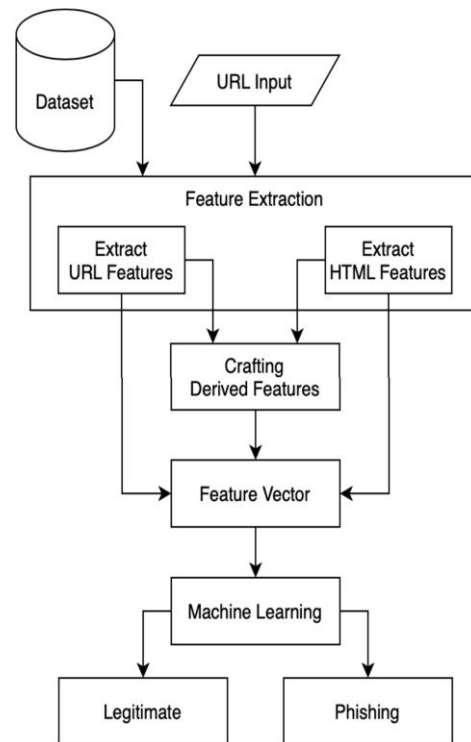 Dataset
URL Input
Feature Extraction
Extract
URL Features
Extract
HTML Features
Crafting
Derived Features
Feature Vector
Machine Learning
Legitimate
Phishing